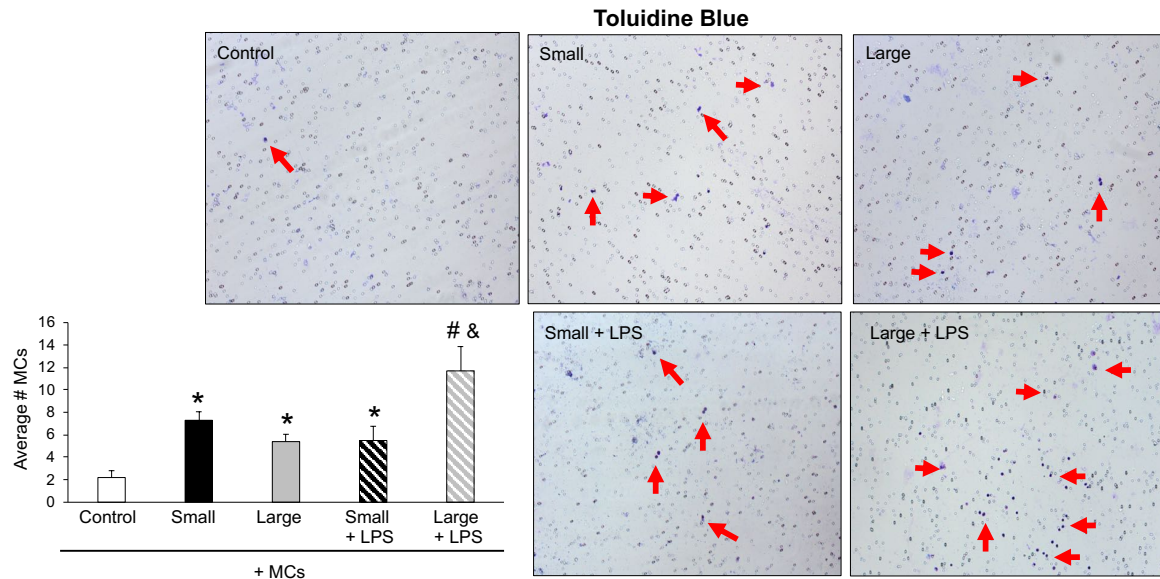 Toluidine Blue
Control
Small
Large
Small + LPS
Large + LPS
Average # MCs
16
14
12
10
8
6
4
2
0
*
*
*
# &
Control
Small
Large
Small
+ LPS
Large
+ LPS
+ MCs